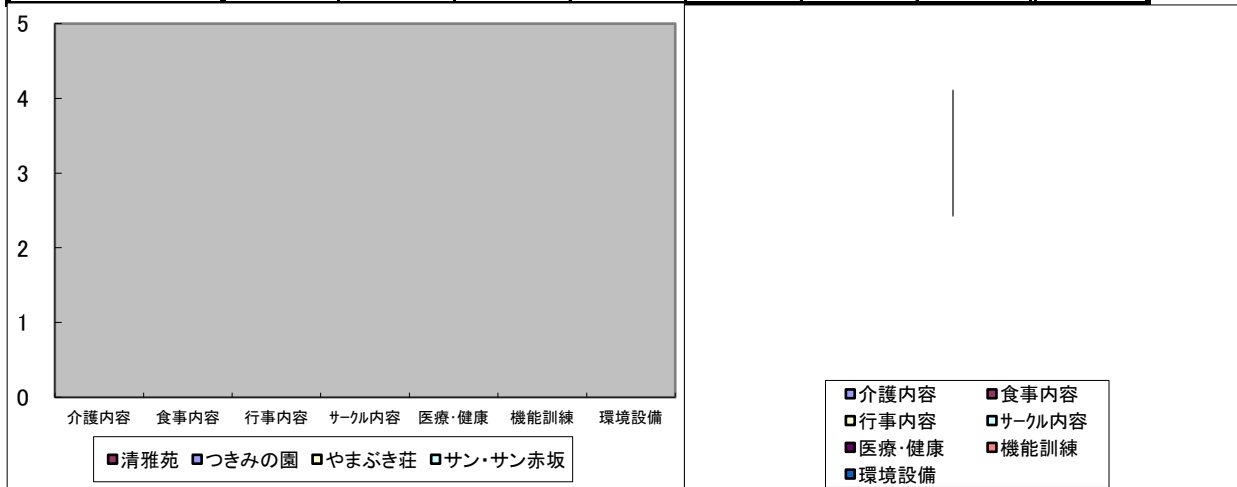 5
4
3
2
1
0
介護内容 食事内容 行事内容 ｻｰｸﾙ内容 医療・健康 機能訓練 環境設備
清雅苑 つきみの園 やまぶき荘 サン・サン赤坂
介護内容 食事内容
行事内容 ｻｰｸﾙ内容
医療・健康 機能訓練
環境設備